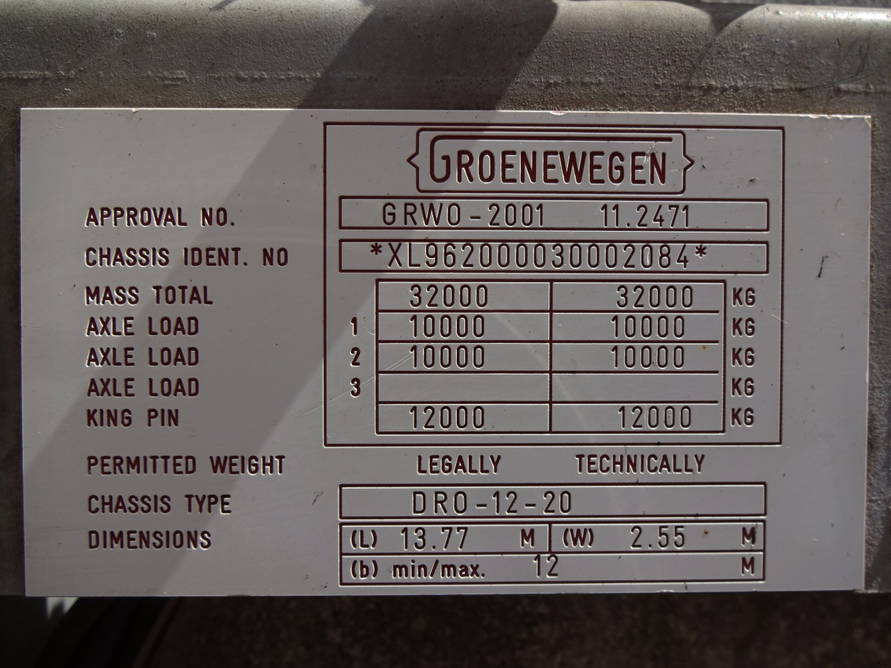 GROENEWEGEN
APPROVAL NO. GRWO-2001 11.2471
CHASSIS IDENT. NO *XL962000030002084*
MASS TOTAL 32000 32000 KG
AXLE LOAD 1 10000 10000 KG
AXLE LOAD 2 10000 10000 KG
AXLE LOAD 3 KG
KING PIN 12000 12000 KG
PERMITTED WEIGHT LEGALLY TECHNICALLY
CHASSIS TYPE DRO-12-20
DIMENSIONS (L) 13.77 M (W) 2.55 M
(b) min/max. 12 M